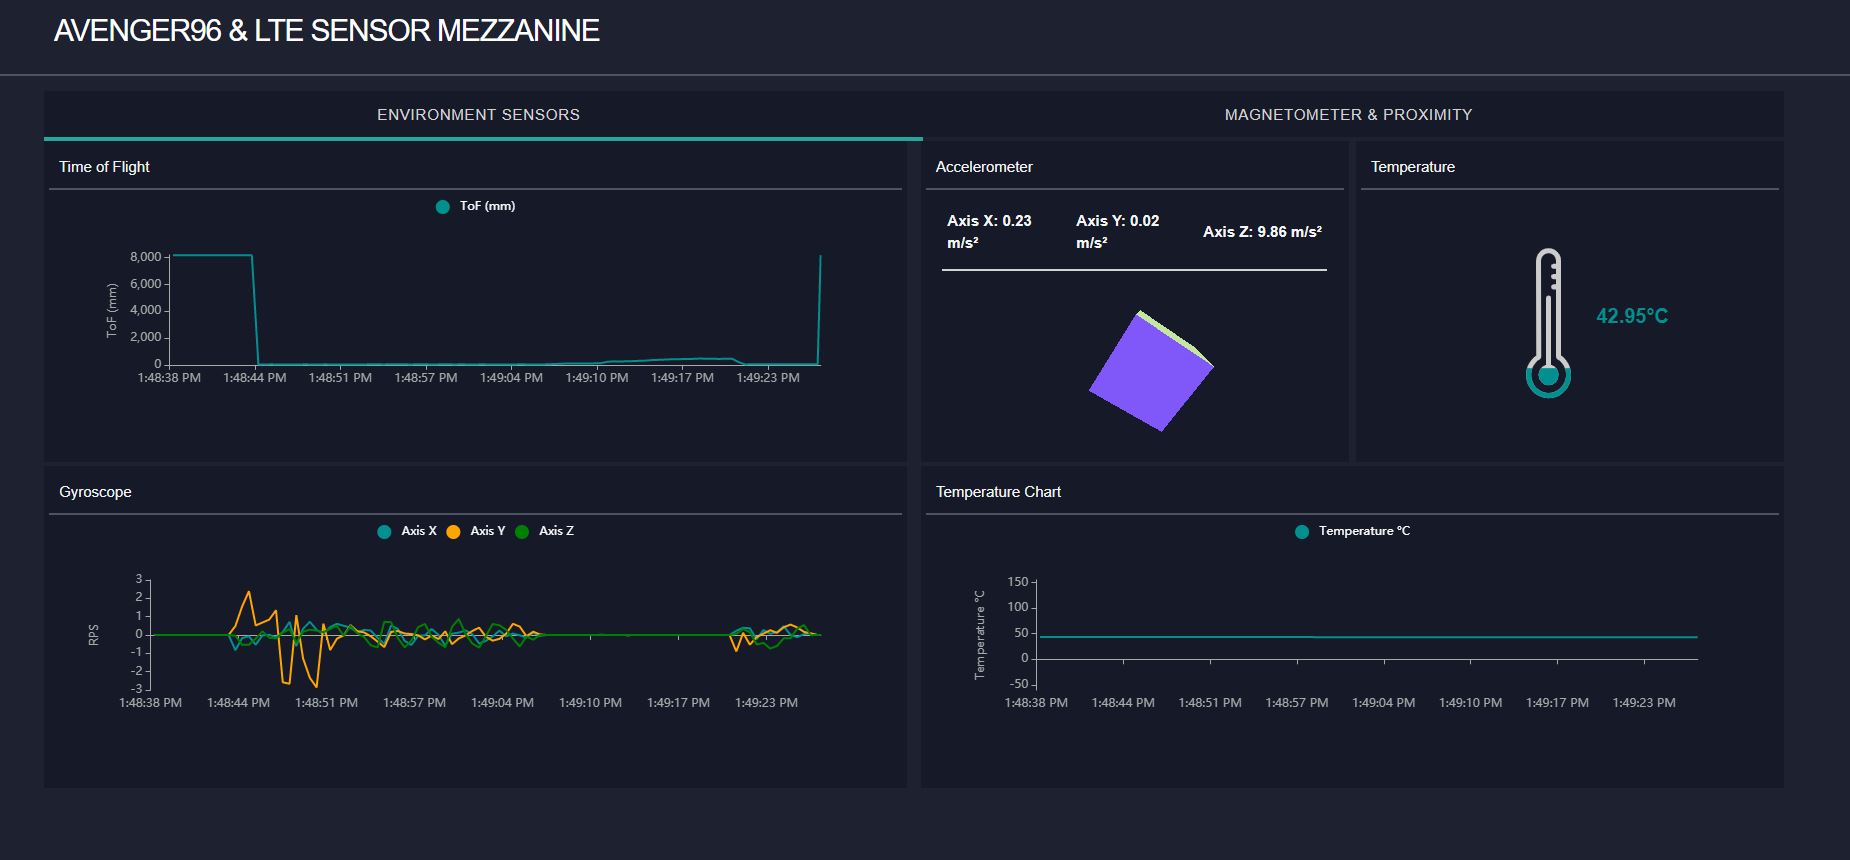 AVENGER96 & LTE SENSOR MEZZANINE
ENVIRONMENT SENSORS
MAGNETOMETER & PROXIMITY
Time of Flight
ToF (mm)
ToF (mm)
8,000
6,000
4,000
2,000
0
1:48:38 PM 1:48:44 PM 1:48:51 PM 1:48:57 PM 1:49:04 PM 1:49:10 PM 1:49:17 PM 1:49:23 PM
Accelerometer
Axis X: 0.23
m/s²
Axis Y: 0.02
m/s²
Axis Z: 9.86 m/s²
Temperature
42.95°C
Gyroscope
Axis X Axis Y Axis Z
RPS
3
2
1
0
-1
-2
-3
1:48:38 PM 1:48:44 PM 1:48:51 PM 1:48:57 PM 1:49:04 PM 1:49:10 PM 1:49:17 PM 1:49:23 PM
Temperature Chart
Temperature °C
Temperature °C
150
100
50
0
-50
1:48:38 PM 1:48:44 PM 1:48:51 PM 1:48:57 PM 1:49:04 PM 1:49:10 PM 1:49:17 PM 1:49:23 PM